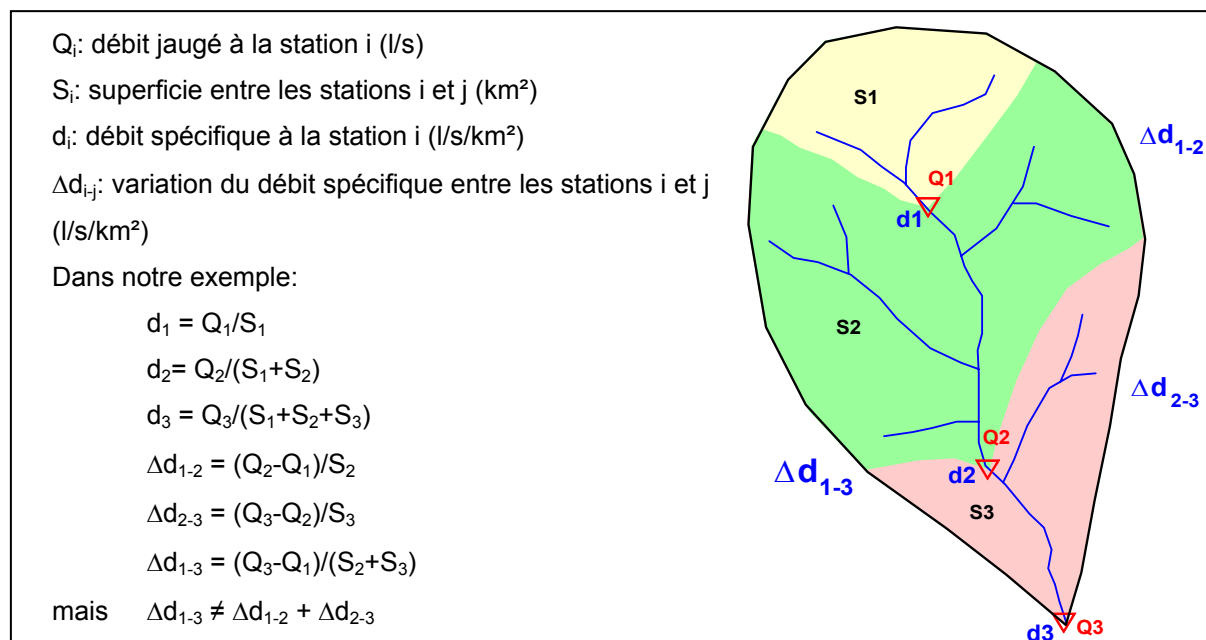 Qᵢ: débit jaugé à la station i (l/s)
Sᵢ: superficie entre les stations i et j (km²)
dᵢ: débit spécifique à la station i (l/s/km²)
Δdᵢ₋ⱼ: variation du débit spécifique entre les stations i et j
(l/s/km²)
Dans notre exemple:
d₁ = Q₁/S₁
d₂= Q₂/(S₁+S₂)
d₃ = Q₃/(S₁+S₂+S₃)
Δd₁₋₂ = (Q₂-Q₁)/S₂
Δd₂₋₃ = (Q₃-Q₂)/S₃
Δd₁₋₃ = (Q₃-Q₁)/(S₂+S₃)
mais Δd₁₋₃ ≠ Δd₁₋₂ + Δd₂₋₃
S1
Δd₁₋₂
Q1
d1
S2
Δd₂₋₃
Q2
Δd₁₋₃
d2
S3
d3
Q3